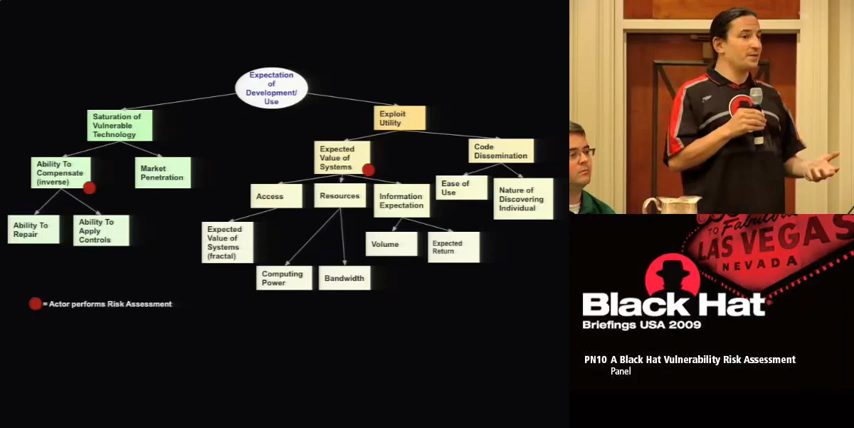 Expectation
of
Development/
Use
Saturation of
Vulnerable
Technology
Exploit
Utility
Ability To
Compensate
(inverse)
Market
Penetration
Expected
Value of
Systems
Code
Dissemination
Access
Resources
Information
Expectation
Ease of
Use
Nature of
Discovering
Individual
Ability To
Repair
Ability To
Apply
Controls
Expected
Value of
Systems
(fractal)
Volume
Expected
Return
Computing
Power
Bandwidth
= Actor performs Risk Assessment
TO Fabulous
LAS VEGAS
NEVADA
Black Hat
Briefings USA 2009
PN10 A Black Hat Vulnerability Risk Assessment
Panel